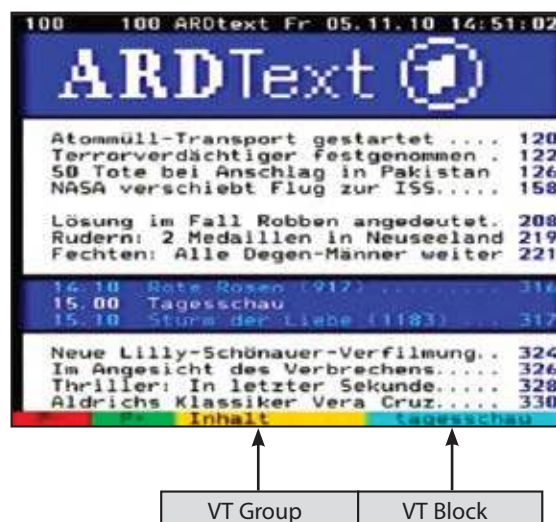 100 100 ARDtext Fr 05.11.10 14:51:02
ARDText 1
Atommüll-Transport gestartet .... 120
Terrorverdächtiger festgenommen . 122
50 Tote bei Anschlag in Pakistan 126
NASA verschiebt Flug zur ISS..... 158
Lösung im Fall Robben angedeutet. 208
Rudern: 2 Medaillen in Neuseeland 219
Fechten: Alle Degen-Männer weiter 221
14.10 Rote Rosen (917) .......... 316
15.00 Tagesschau
15.10 Sturm der Liebe (1183) .... 317
Neue Lilly-Schönauer-Verfilmung.. 324
Im Angesicht des Verbrechens..... 326
Thriller: In letzter Sekunde..... 328
Aldrichs Klassiker Vera Cruz..... 330
P- P+ Inhalt tagesschau
VT Group VT Block